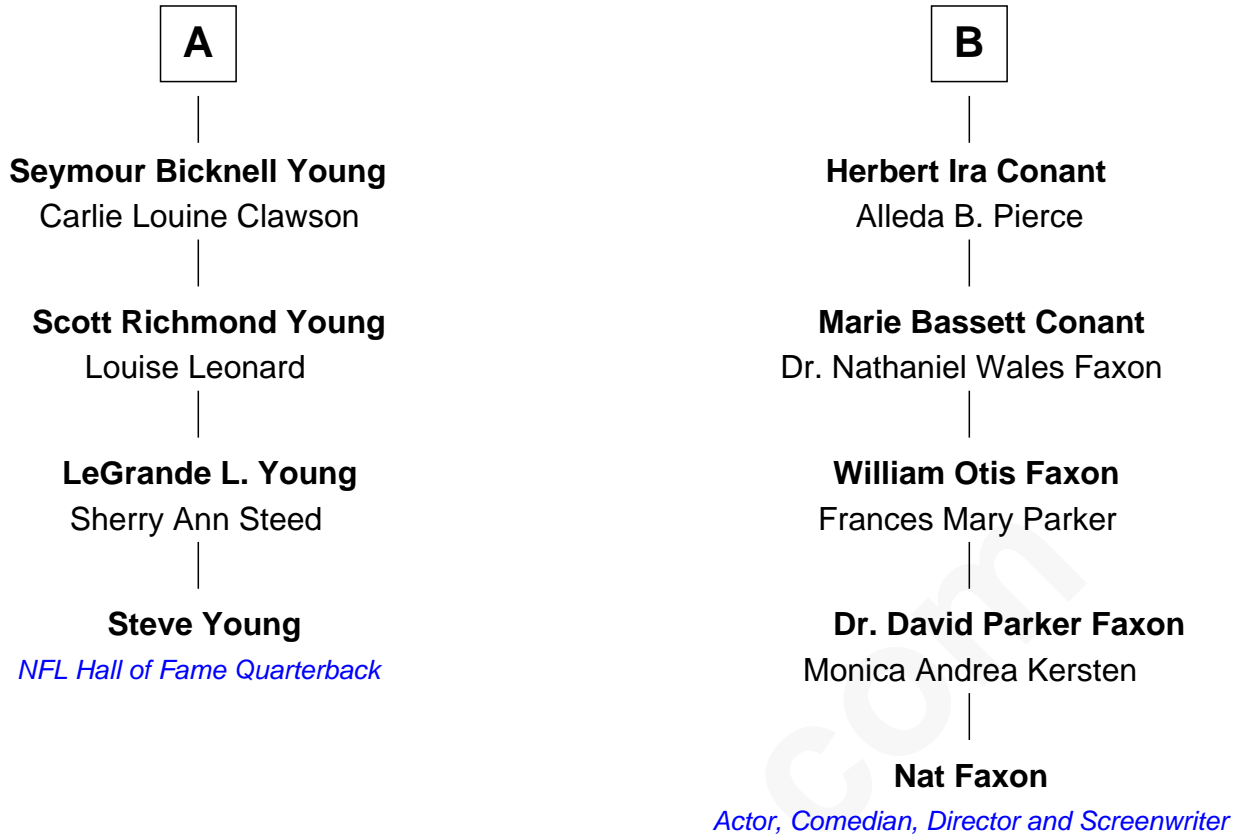 A
Seymour Bicknell Young
Carlie Louine Clawson
Scott Richmond Young
Louise Leonard
LeGrande L. Young
Sherry Ann Steed
Steve Young
NFL Hall of Fame Quarterback
B
Herbert Ira Conant
Alleda B. Pierce
Marie Bassett Conant
Dr. Nathaniel Wales Faxon
William Otis Faxon
Frances Mary Parker
Dr. David Parker Faxon
Monica Andrea Kersten
Nat Faxon
Actor, Comedian, Director and Screenwriter
com